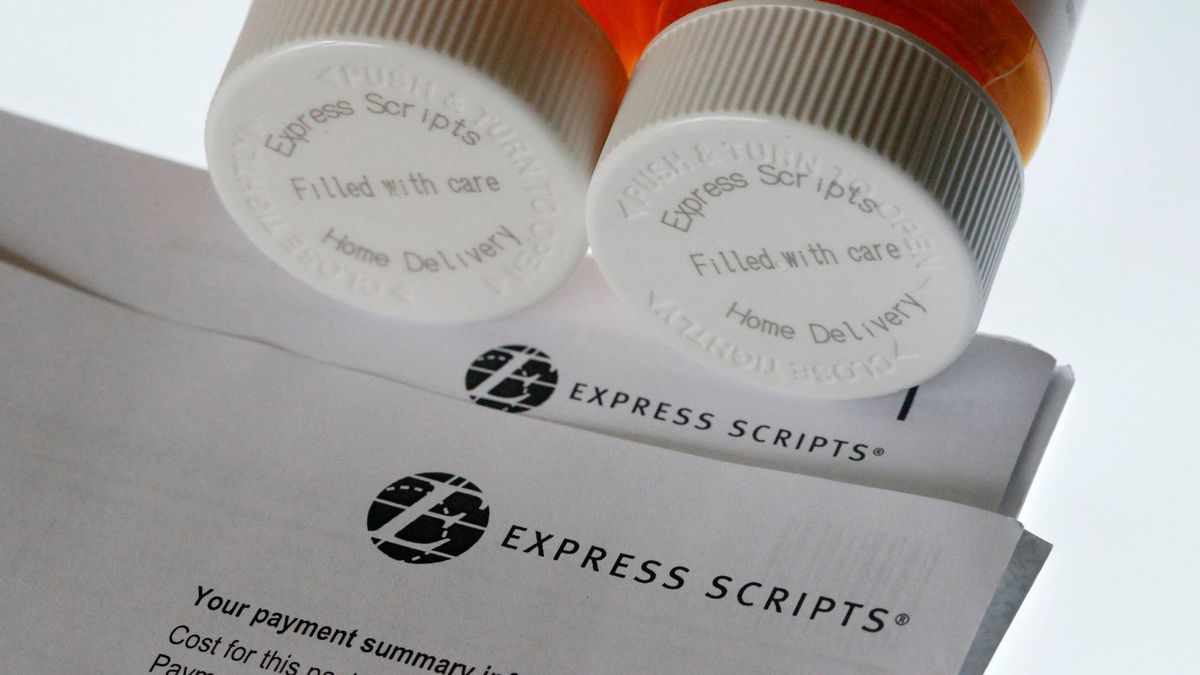 PUSH & TURN TO OPEN
Express Scripts
Filled with care
Home Delivery
CLOSE TIGHTLY
PUSH & TURN TO OPEN
Express Scripts
Filled with care
Home Delivery
CLOSE TIGHTLY
EXPRESS SCRIPTS®
EXPRESS SCRIPTS®
Your payment summary
Cost for this